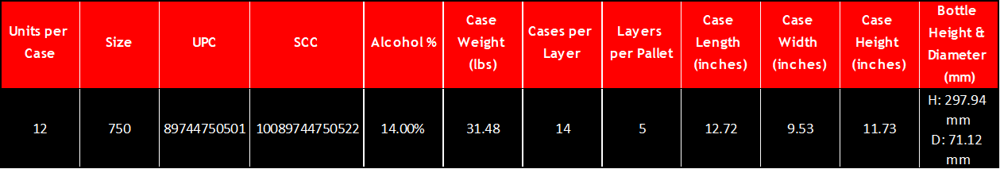 Units per
Case
Size
UPC
SCC
Alcohol %
Case
Weight
(lbs)
Cases per
Layer
Layers
per Pallet
Case
Length
(inches)
Case
Width
(inches)
Case
Height
(inches)
Bottle
Height &
Diameter
(mm)
12
750
89744750501
10089744750522
14.00%
31.48
14
5
12.72
9.53
11.73
H: 297.94
mm
D: 71.12
mm